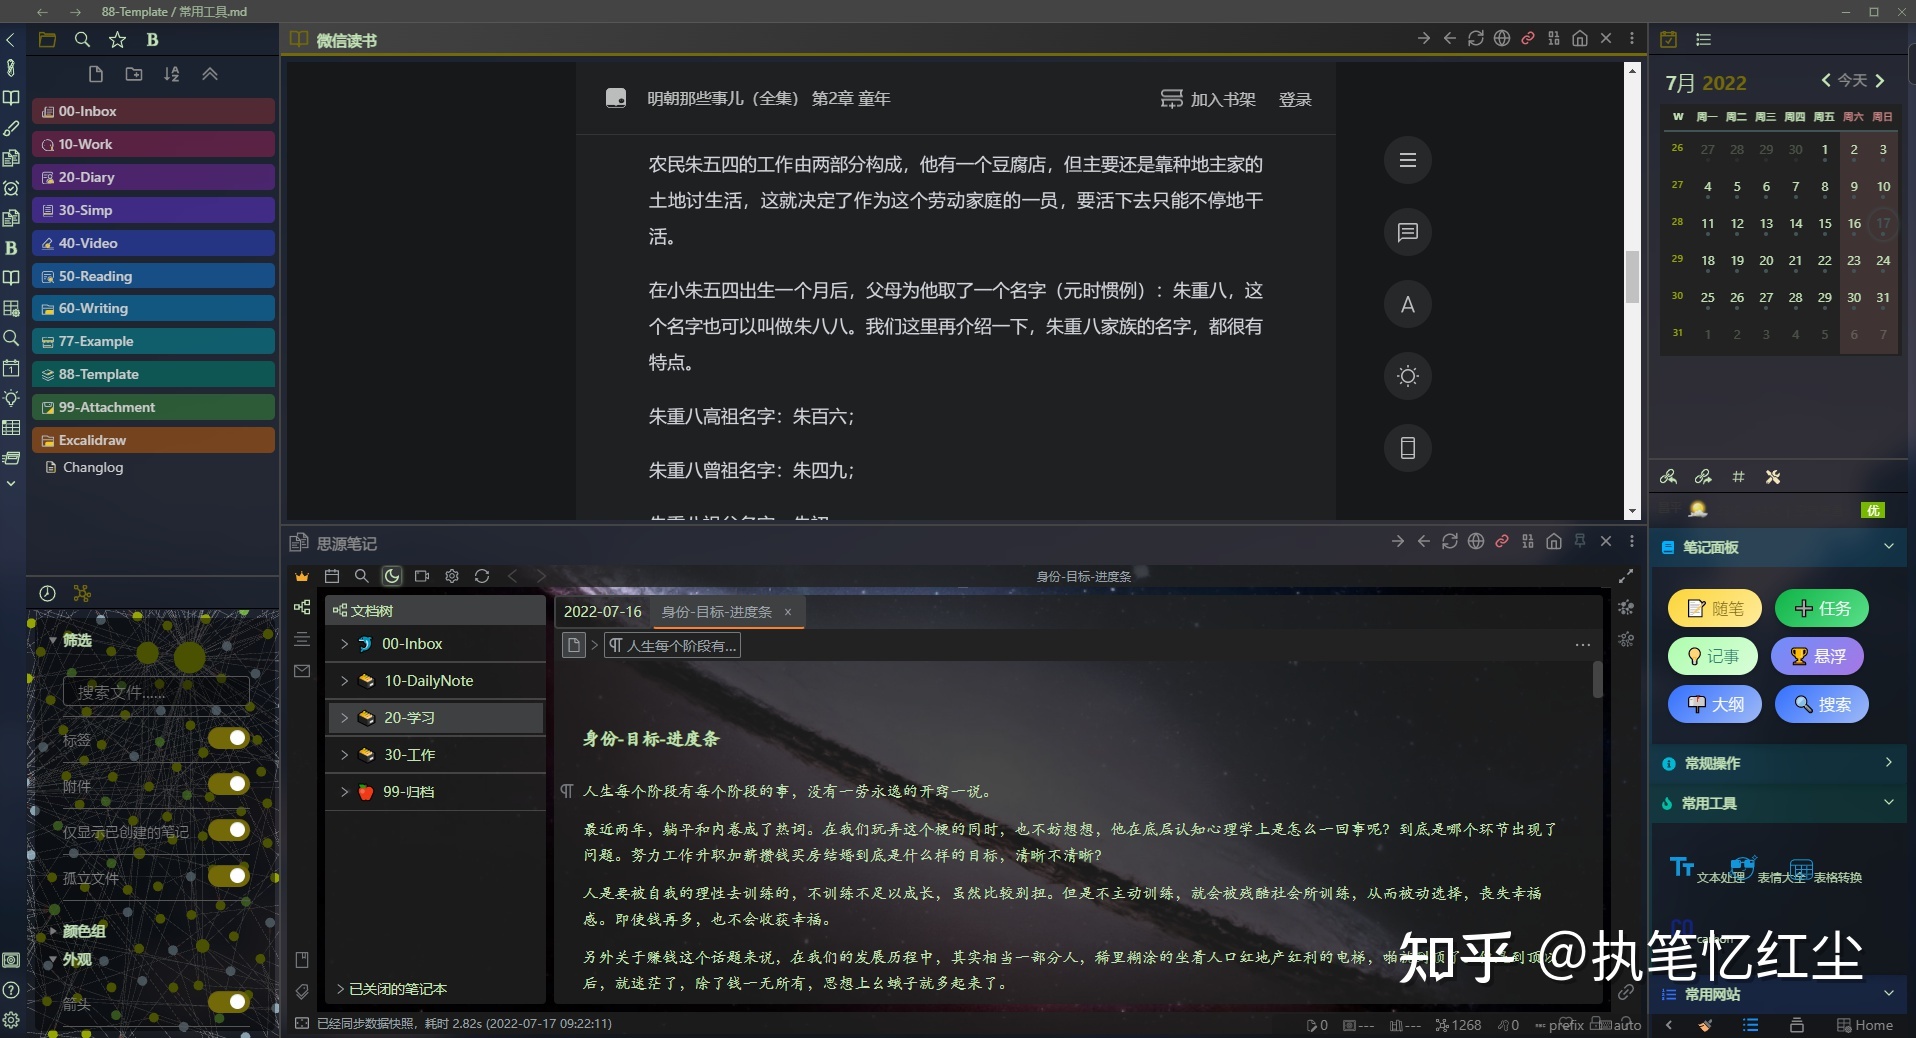 88-Template / 常用工具.md
B
00-Inbox
10-Work
20-Diary
30-Simp
40-Video
50-Reading
60-Writing
77-Example
88-Template
99-Attachment
Excalidraw
Changlog
筛选
搜索文件......
标签
附件
仅显示已创建的笔记
孤立文件
颜色组
外观
箭头
微信读书
明朝那些事儿（全集） 第2章 童年
加入书架
登录
农民朱五四的工作由两部分构成，他有一个豆腐店，但主要还是靠种地主家的
土地讨生活，这就决定了作为这个劳动家庭的一员，要活下去只能不停地干
活。
在小朱五四出生一个月后，父母为他取了一个名字（元时惯例）：朱重八，这
个名字也可以叫做朱八八。我们这里再介绍一下，朱重八家族的名字，都很有
特点。
朱重八高祖名字：朱百六；
朱重八曾祖名字：朱四九；
A
思源笔记
身份-目标-进度条
文档树
00-Inbox
10-DailyNote
20-学习
30-工作
99-归档
已关闭的笔记本
2022-07-16
身份-目标-进度条 ×
人生每个阶段有...
身份-目标-进度条
人生每个阶段有每个阶段的事，没有一劳永逸的开窍一说。
最近两年，躺平和内卷成了热词。在我们玩弄这个梗的同时，也不妨想想，他在底层认知心理学上是怎么一回事呢？到底是哪个环节出现了
问题。努力工作升职加薪攒钱买房结婚到底是什么样的目标，清晰不清晰？
人是要被自我的理性去训练的，不训练不足以成长，虽然比较别扭。但是不主动训练，就会被残酷社会所训练，从而被动选择，丧失幸福
感。即使钱再多，也不会收获幸福。
另外关于赚钱这个话题来说，在我们的发展历程中，其实相当一部分人，稀里糊涂的坐着人口红地产红利的电梯，
后，就迷茫了，除了钱一无所有，思想上幺蛾子就多起来了。
已经同步数据快照，耗时 2.82s (2022-07-17 09:22:11)
0
---
---
1268
0
prefix
auto
7月 2022
今天
W 周一 周二 周三 周四 周五 周六 周日
26 27 28 29 30 1 2 3
27 4 5 6 7 8 9 10
28 11 12 13 14 15 16 17
29 18 19 20 21 22 23 24
30 25 26 27 28 29 30 31
31 1 2 3 4 5 6 7
优
笔记面板
随笔
任务
记事
悬浮
大纲
搜索
常规操作
常用工具
文本处理
表情大全
表格转换
常用网站
Home
知乎 @执笔忆红尘